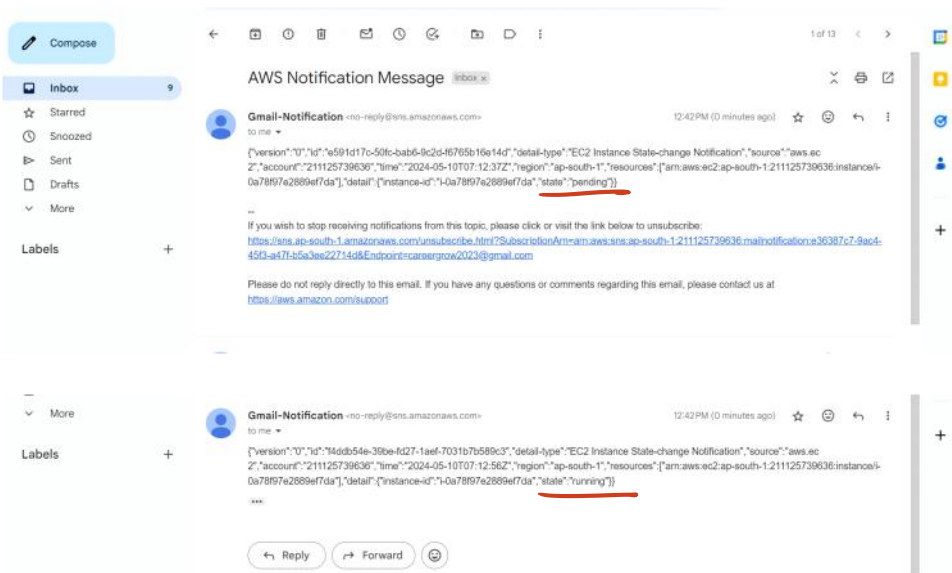 Compose
1 of 13
AWS Notification Message Inbox x
Inbox 9
Starred
Gmail-Notification <no-reply@sns.amazonaws.com> 12:42 PM (0 minutes ago)
to me
Snoozed
Sent
Drafts
More
Labels +
{"version":"0","id":"e591d17c-50fc-bab6-9c2d-f6765b16e14d","detail-type":"EC2 Instance State-change Notification","source":"aws.ec
2","account":"211125739636","time":"2024-05-10T07:12:37Z","region":"ap-south-1","resources":["arn:aws:ec2:ap-south-1:211125739636:instance/i-
0a78f97e2889ef7da"],"detail":{"instance-id":"i-0a78f97e2889ef7da","state":"pending"}}
--
If you wish to stop receiving notifications from this topic, please click or visit the link below to unsubscribe:
https://sns.ap-south-1.amazonaws.com/unsubscribe.html?SubscriptionArn=arn:aws:sns:ap-south-1:211125739636:mailnotification:e36387c7-9ac4-
45f3-a47f-b5a3ee22714d&Endpoint=careergrow2023@gmail.com
Please do not reply directly to this email. If you have any questions or comments regarding this email, please contact us at
https://aws.amazon.com/support
More
Labels +
Gmail-Notification <no-reply@sns.amazonaws.com> 12:42 PM (0 minutes ago)
to me
{"version":"0","id":"f4ddb54e-39be-fd27-1aef-7031b7b589c3","detail-type":"EC2 Instance State-change Notification","source":"aws.ec
2","account":"211125739636","time":"2024-05-10T07:12:56Z","region":"ap-south-1","resources":["arn:aws:ec2:ap-south-1:211125739636:instance/i-
0a78f97e2889ef7da"],"detail":{"instance-id":"i-0a78f97e2889ef7da","state":"running"}}
Reply
Forward